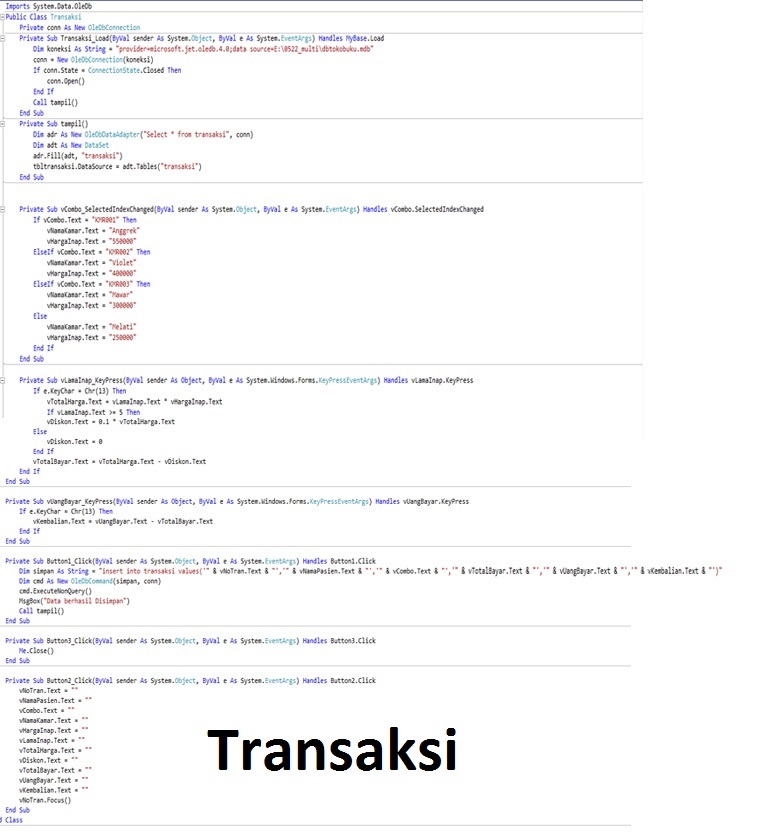 Imports System.Data.OleDb
Public Class Transaksi
Private conn As New OleDbConnection
Private Sub Transaksi_Load(ByVal sender As System.Object, ByVal e As System.EventArgs) Handles MyBase.Load
Dim koneksi As String = "provider=microsoft.jet.oledb.4.0;data source=E:\0522_multi\dbtokobuku.mdb"
conn = New OleDbConnection(koneksi)
If conn.State = ConnectionState.Closed Then
conn.Open()
End If
Call tampil()
End Sub
Private Sub tampil()
Dim adr As New OleDbDataAdapter("Select * from transaksi", conn)
Dim adt As New DataSet
adr.Fill(adt, "transaksi")
tbltransaksi.DataSource = adt.Tables("transaksi")
End Sub
Private Sub vCombo_SelectedIndexChanged(ByVal sender As System.Object, ByVal e As System.EventArgs) Handles vCombo.SelectedIndexChanged
If vCombo.Text = "KMR001" Then
vNamaKamar.Text = "Anggrek"
vHargaInap.Text = "550000"
ElseIf vCombo.Text = "KMR002" Then
vNamaKamar.Text = "Violet"
vHargaInap.Text = "400000"
ElseIf vCombo.Text = "KMR003" Then
vNamaKamar.Text = "Mawar"
vHargaInap.Text = "300000"
Else
vNamaKamar.Text = "Melati"
vHargaInap.Text = "250000"
End If
End Sub
Private Sub vLamaInap_KeyPress(ByVal sender As Object, ByVal e As System.Windows.Forms.KeyPressEventArgs) Handles vLamaInap.KeyPress
If e.KeyChar = Chr(13) Then
vTotalHarga.Text = vLamaInap.Text * vHargaInap.Text
If vLamaInap.Text >= 5 Then
vDiskon.Text = 0.1 * vTotalHarga.Text
Else
vDiskon.Text = 0
End If
vTotalBayar.Text = vTotalHarga.Text - vDiskon.Text
End If
End Sub
Private Sub vUangBayar_KeyPress(ByVal sender As Object, ByVal e As System.Windows.Forms.KeyPressEventArgs) Handles vUangBayar.KeyPress
If e.KeyChar = Chr(13) Then
vKembalian.Text = vUangBayar.Text - vTotalBayar.Text
End If
End Sub
Private Sub Button1_Click(ByVal sender As System.Object, ByVal e As System.EventArgs) Handles Button1.Click
Dim simpan As String = "insert into transaksi values('" & vNoTran.Text & "','" & vNamaPasien.Text & "','" & vCombo.Text & "','" & vTotalBayar.Text & "','" & vUangBayar.Text & "','" & vKembalian.Text & "')"
Dim cmd As New OleDbCommand(simpan, conn)
cmd.ExecuteNonQuery()
MsgBox("Data berhasil Disimpan")
Call tampil()
End Sub
Private Sub Button3_Click(ByVal sender As System.Object, ByVal e As System.EventArgs) Handles Button3.Click
Me.Close()
End Sub
Private Sub Button2_Click(ByVal sender As System.Object, ByVal e As System.EventArgs) Handles Button2.Click
vNoTran.Text = ""
vNamaPasien.Text = ""
vCombo.Text = ""
vNamaKamar.Text = ""
vHargaInap.Text = ""
vLamaInap.Text = ""
vTotalHarga.Text = ""
vDiskon.Text = ""
vTotalBayar.Text = ""
vUangBayar.Text = ""
vKembalian.Text = ""
vNoTran.Focus()
End Sub
d Class
Transaksi